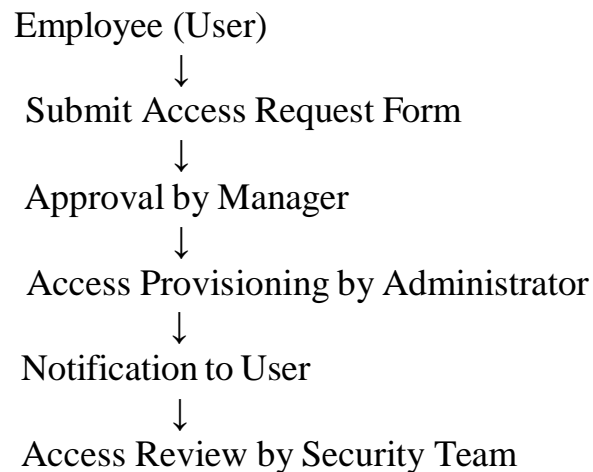 Employee (User)
↓
Submit Access Request Form
↓
Approval by Manager
↓
Access Provisioning by Administrator
↓
Notification to User
↓
Access Review by Security Team